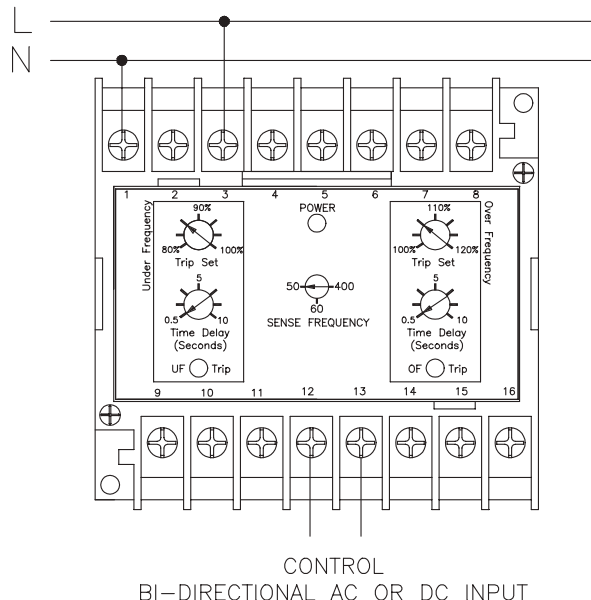 L
N
1 2 3 4 5 6 7 8
Under Frequency
90%
80% 100%
Trip Set
5
0.5 10
Time Delay
(Seconds)
UF Trip
POWER
50 400
60
SENSE FREQUENCY
Over Frequency
110%
100% 120%
Trip Set
5
0.5 10
Time Delay
(Seconds)
OF Trip
9 10 11 12 13 14 15 16
CONTROL
BI-DIRECTIONAL AC OR DC INPUT